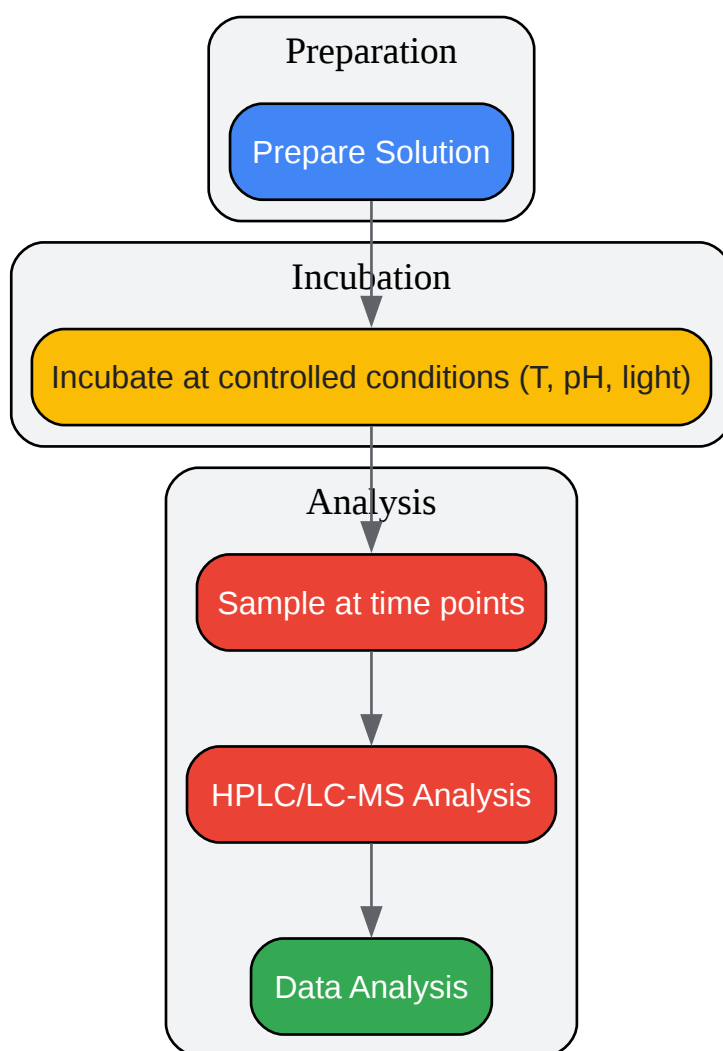 Preparation
Prepare Solution
Incubation
Incubate at controlled conditions (T, pH, light)
Analysis
Sample at time points
HPLC/LC-MS Analysis
Data Analysis